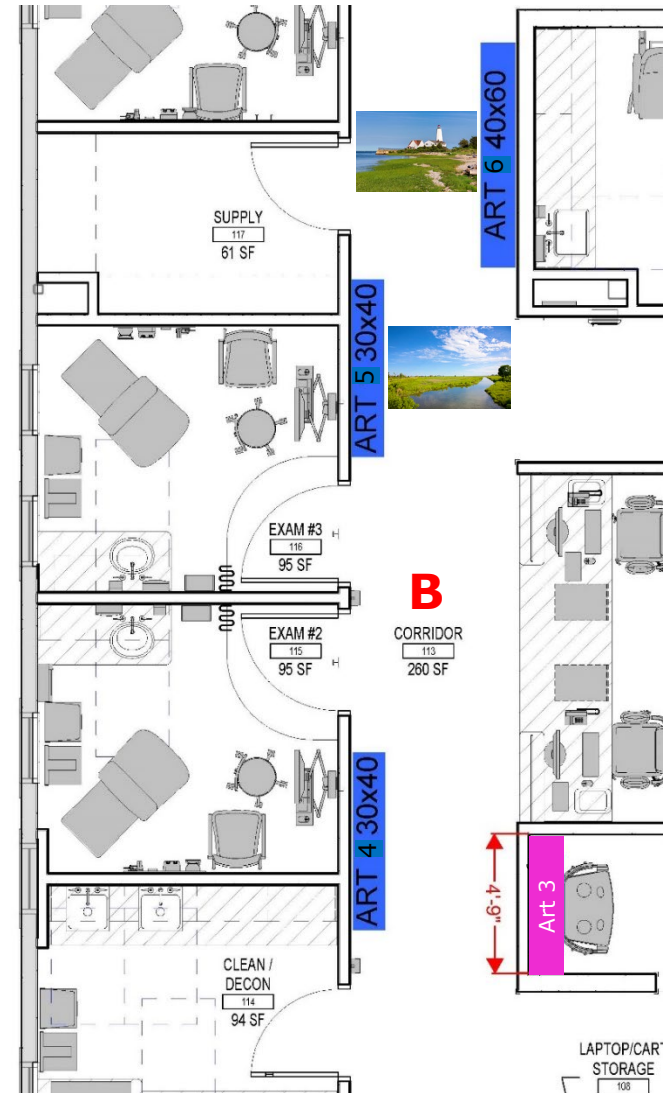 ART 6 40x60
SUPPLY
117
61 SF
ART 5 30x40
EXAM #3
116
95 SF
B
EXAM #2
115
95 SF
CORRIDOR
113
260 SF
ART 4 30x40
4'-9"
Art 3
CLEAN /
DECON
114
94 SF
LAPTOP/CART
STORAGE
108